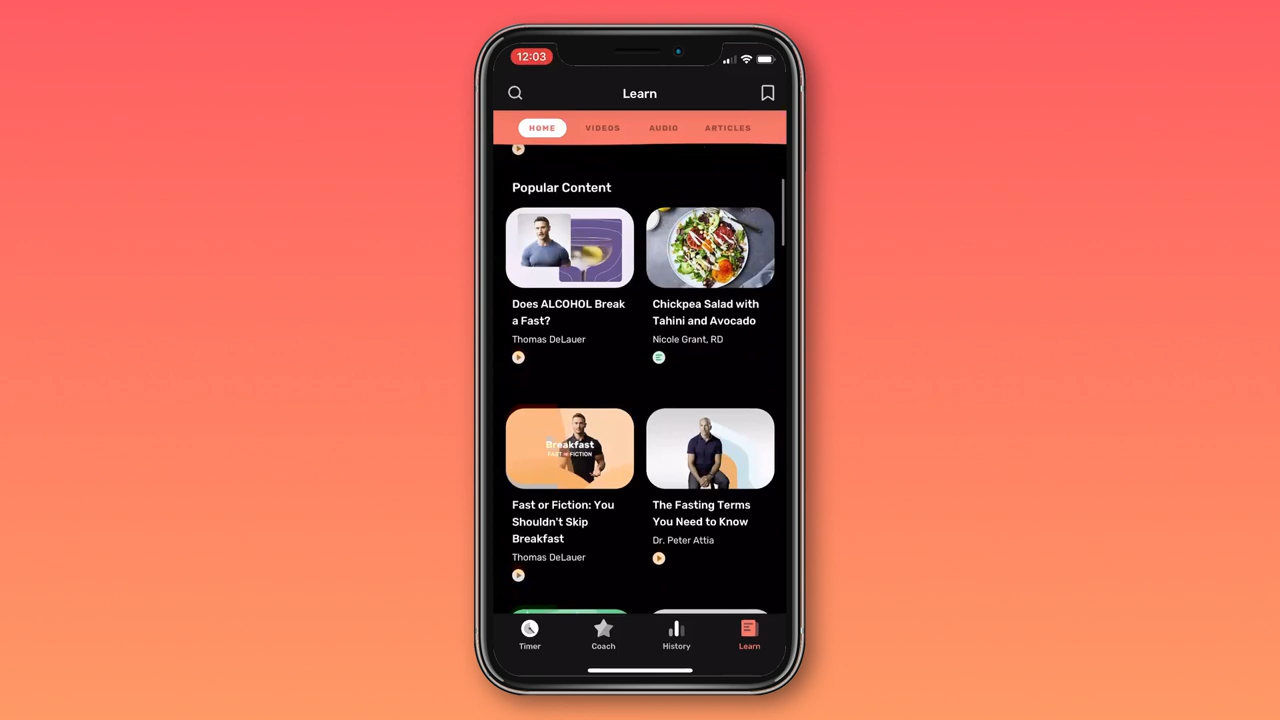 12:03
Learn
HOME
VIDEOS
AUDIO
ARTICLES
Popular Content
Does ALCOHOL Break
a Fast?
Thomas DeLauer
Chickpea Salad with
Tahini and Avocado
Nicole Grant, RD
Breakfast
FAST or FICTION
Fast or Fiction: You
Shouldn't Skip
Breakfast
Thomas DeLauer
The Fasting Terms
You Need to Know
Dr. Peter Attia
Timer
Coach
History
Learn